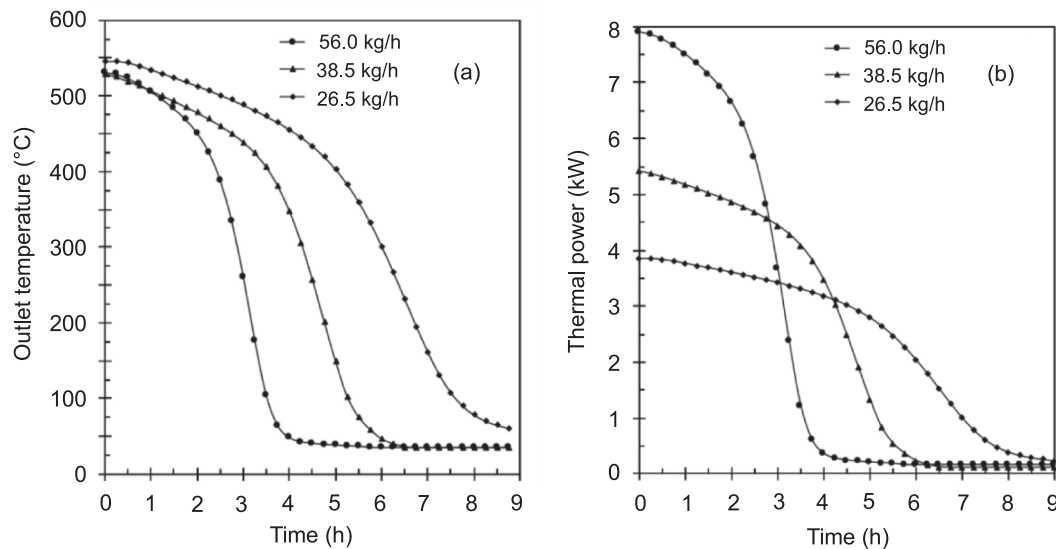 600
500
400
300
200
100
0
Outlet temperature (°C)
56.0 kg/h
38.5 kg/h
26.5 kg/h
(a)
0 1 2 3 4 5 6 7 8 9
Time (h)
8
7
6
5
4
3
2
1
0
Thermal power (kW)
56.0 kg/h
38.5 kg/h
26.5 kg/h
(b)
0 1 2 3 4 5 6 7 8 9
Time (h)